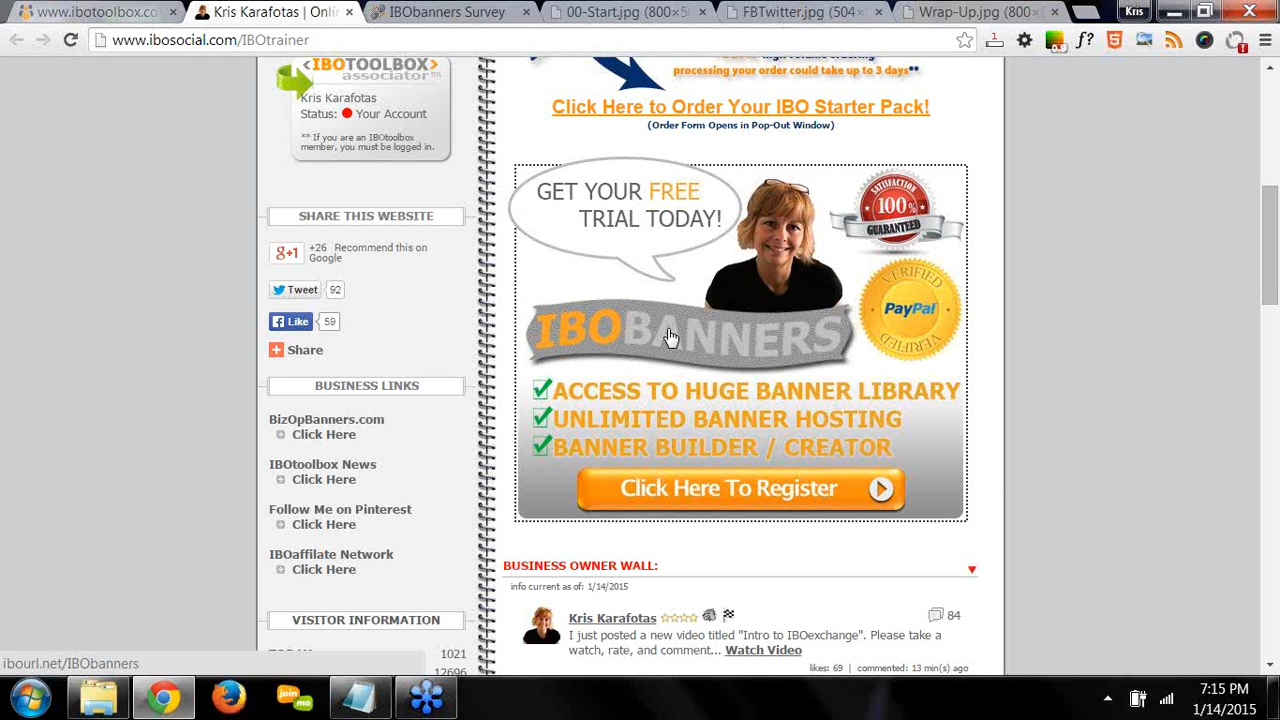 www.ibotoolbox.co
Kris Karafotas | Onli
IBObanners Survey
00-Start.jpg (800×5
FBTwitter.jpg (504×
Wrap-Up.jpg (800×
Kris
www.ibosocial.com/IBOtrainer
<IBOTOOLBOX>
associator™
Kris Karafotas
Status: Your Account
** If you are an IBOtoolbox
member, you must be logged in.
SHARE THIS WEBSITE
g+1
+26 Recommend this on
Google
Tweet 92
Like 59
Share
BUSINESS LINKS
BizOpBanners.com
Click Here
IBOtoolbox News
Click Here
Follow Me on Pinterest
Click Here
IBOaffilate Network
Click Here
VISITOR INFORMATION
1021
12696
processing your order could take up to 3 days**
Click Here to Order Your IBO Starter Pack!
(Order Form Opens in Pop-Out Window)
GET YOUR FREE
TRIAL TODAY!
SATISFACTION
100%
GUARANTEED
VERIFIED
PayPal
VERIFIED
IBOBANNERS
ACCESS TO HUGE BANNER LIBRARY
UNLIMITED BANNER HOSTING
BANNER BUILDER / CREATOR
Click Here To Register
BUSINESS OWNER WALL:
info current as of: 1/14/2015
Kris Karafotas
84
I just posted a new video titled "Intro to IBOexchange". Please take a
watch, rate, and comment... Watch Video
likes: 69 | commented: 13 min(s) ago
ibourl.net/IBObanners
join
me
7:15 PM
1/14/2015